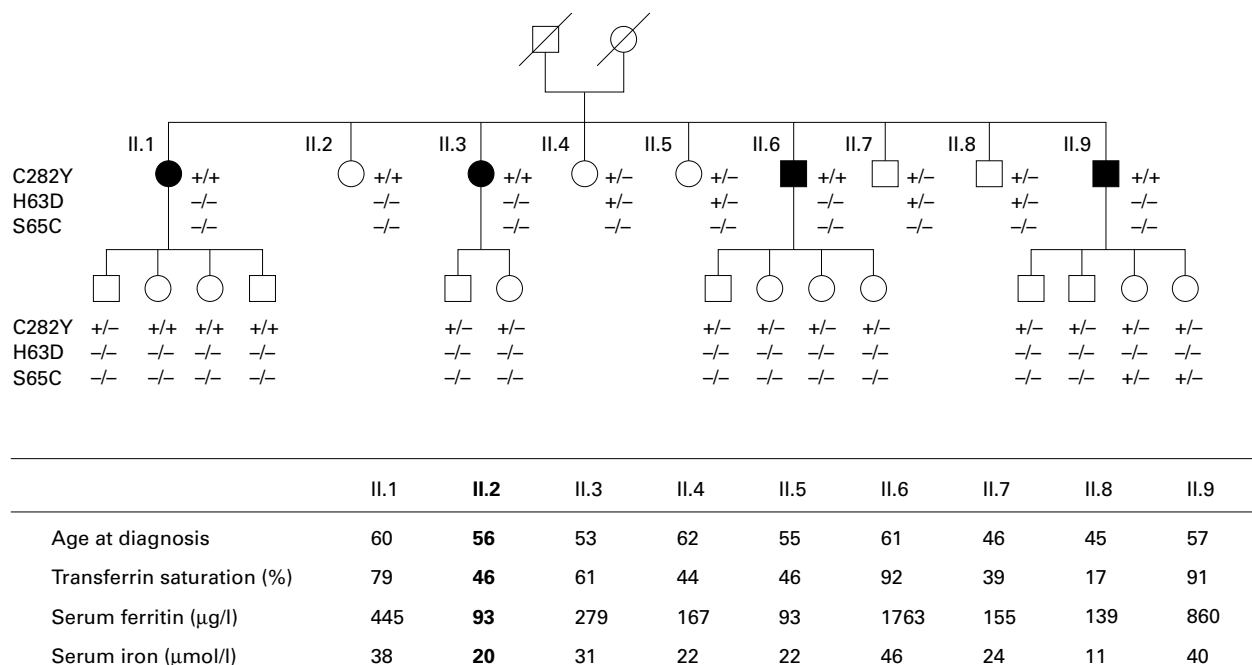 II.1 II.2 II.3 II.4 II.5 II.6 II.7 II.8 II.9
C282Y +/+ +/+ +/+ +/– +/– +/+ +/– +/– +/+
H63D –/– –/– –/– +/– +/– –/– +/– +/– –/–
S65C –/– –/– –/– –/– –/– –/– –/– –/– –/–
C282Y +/– +/+ +/+ +/+ +/– +/– +/– +/– +/– +/– +/– +/– +/– +/–
H63D –/– –/– –/– –/– –/– –/– –/– –/– –/– –/– –/– –/– –/– –/–
S65C –/– –/– –/– –/– –/– –/– –/– –/– –/– –/– –/– –/– +/– +/–
II.1 II.2 II.3 II.4 II.5 II.6 II.7 II.8 II.9
Age at diagnosis 60 56 53 62 55 61 46 45 57
Transferrin saturation (%) 79 46 61 44 46 92 39 17 91
Serum ferritin (μg/l) 445 93 279 167 93 1763 155 139 860
Serum iron (μmol/l) 38 20 31 22 22 46 24 11 40